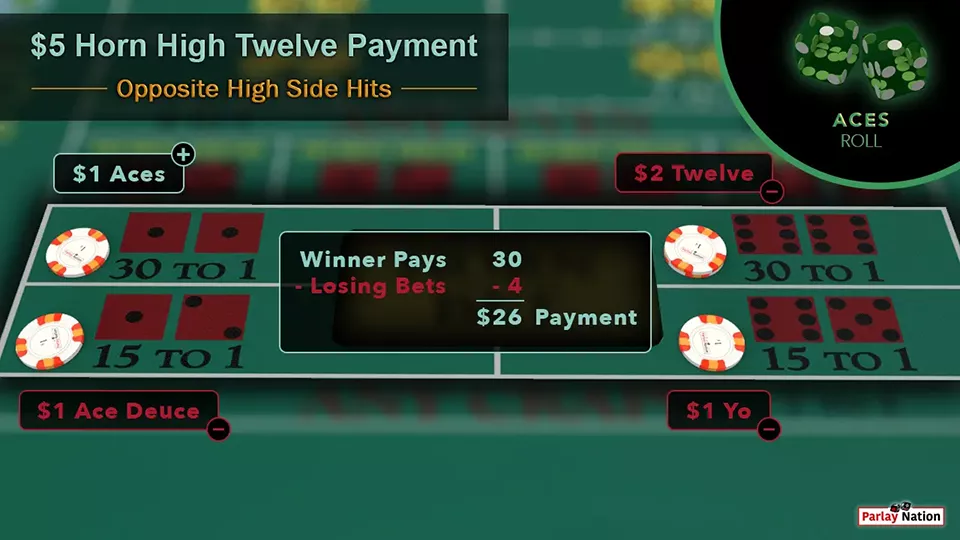 $5 Horn High Twelve Payment
Opposite High Side Hits
ACES
ROLL
$1 Aces
+
$2 Twelve
−
30 TO 1
30 TO 1
Winner Pays 30
- Losing Bets - 4
$26 Payment
15 TO 1
15 TO 1
$1 Ace Deuce
−
$1 Yo
−
Parlay Nation